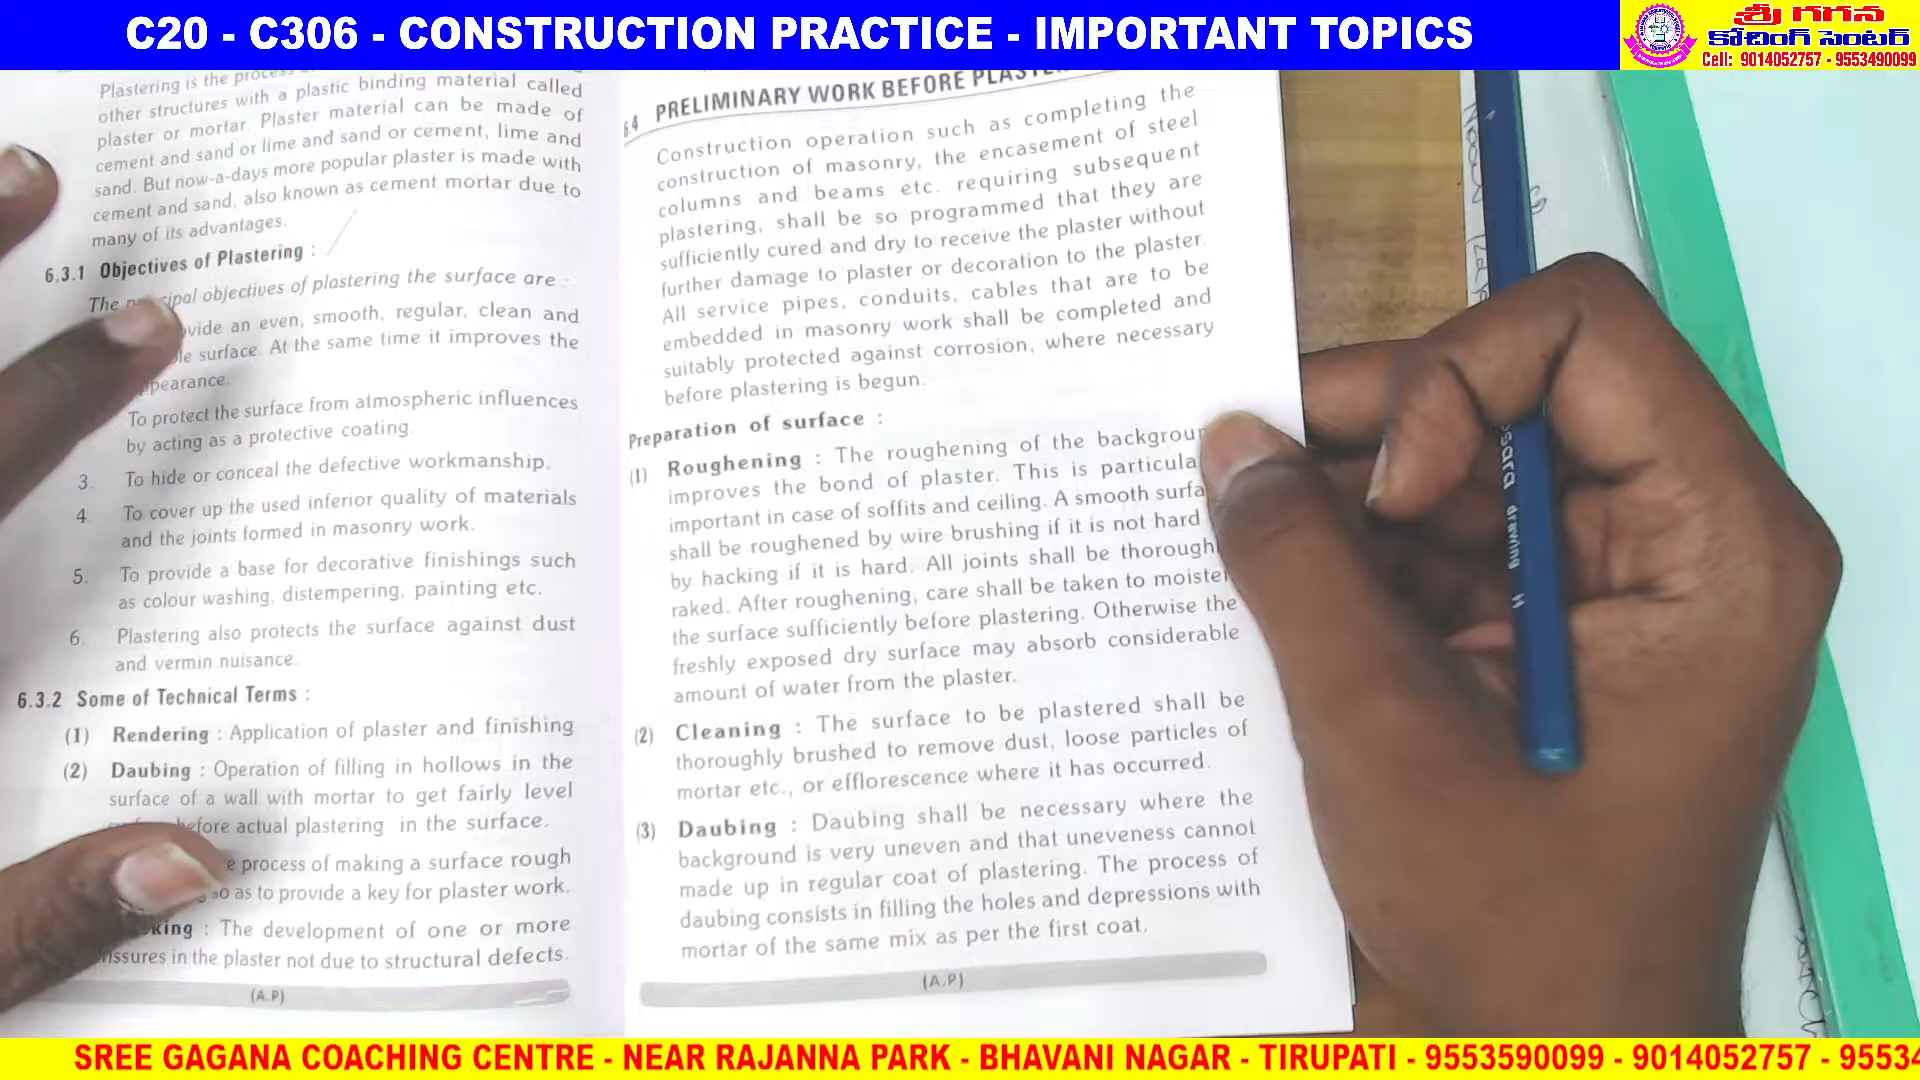 C20 - C306 - CONSTRUCTION PRACTICE - IMPORTANT TOPICS
శ్రీ గగన
కోచింగ్ సెంటర్
Cell: 9014052757 - 9553490099
Plastering is the process
other structures with a plastic binding material called
plaster or mortar. Plaster material can be made of
cement and sand or lime and sand or cement, lime and
sand. But now-a-days more popular plaster is made with
cement and sand, also known as cement mortar due to
many of its advantages.
6.3.1 Objectives of Plastering :
The principal objectives of plastering the surface are :
an even, smooth, regular, clean and
surface. At the same time it improves the
appearance.
To protect the surface from atmospheric influences
by acting as a protective coating.
3. To hide or conceal the defective workmanship.
4. To cover up the used inferior quality of materials
and the joints formed in masonry work.
5. To provide a base for decorative finishings such
as colour washing, distempering, painting etc.
6. Plastering also protects the surface against dust
and vermin nuisance.
6.3.2 Some of Technical Terms :
(1) Rendering : Application of plaster and finishing
(2) Daubing : Operation of filling in hollows in the
surface of a wall with mortar to get fairly level
before actual plastering in the surface.
process of making a surface rough
so as to provide a key for plaster work.
: The development of one or more
fissures in the plaster not due to structural defects.
(A.P)
6.4 PRELIMINARY WORK BEFORE
Construction operation such as completing the
construction of masonry, the encasement of steel
columns and beams etc. requiring subsequent
plastering, shall be so programmed that they are
sufficiently cured and dry to receive the plaster without
further damage to plaster or decoration to the plaster.
All service pipes, conduits, cables that are to be
embedded in masonry work shall be completed and
suitably protected against corrosion, where necessary
before plastering is begun.
Preparation of surface :
(1) Roughening : The roughening of the
improves the bond of plaster. This is
important in case of soffits and ceiling. A smooth
shall be roughened by wire brushing if it is not hard
by hacking if it is hard. All joints shall be
raked. After roughening, care shall be taken to
the surface sufficiently before plastering. Otherwise the
freshly exposed dry surface may absorb considerable
amount of water from the plaster.
(2) Cleaning : The surface to be plastered shall be
thoroughly brushed to remove dust, loose particles of
mortar etc., or efflorescence where it has occurred.
(3) Daubing : Daubing shall be necessary where the
background is very uneven and that uneveness cannot
made up in regular coat of plastering. The process of
daubing consists in filling the holes and depressions with
mortar of the same mix as per the first coat.
(A.P)
drawing H
SREE GAGANA COACHING CENTRE - NEAR RAJANNA PARK - BHAVANI NAGAR - TIRUPATI - 9553590099 - 9014052757 - 9553